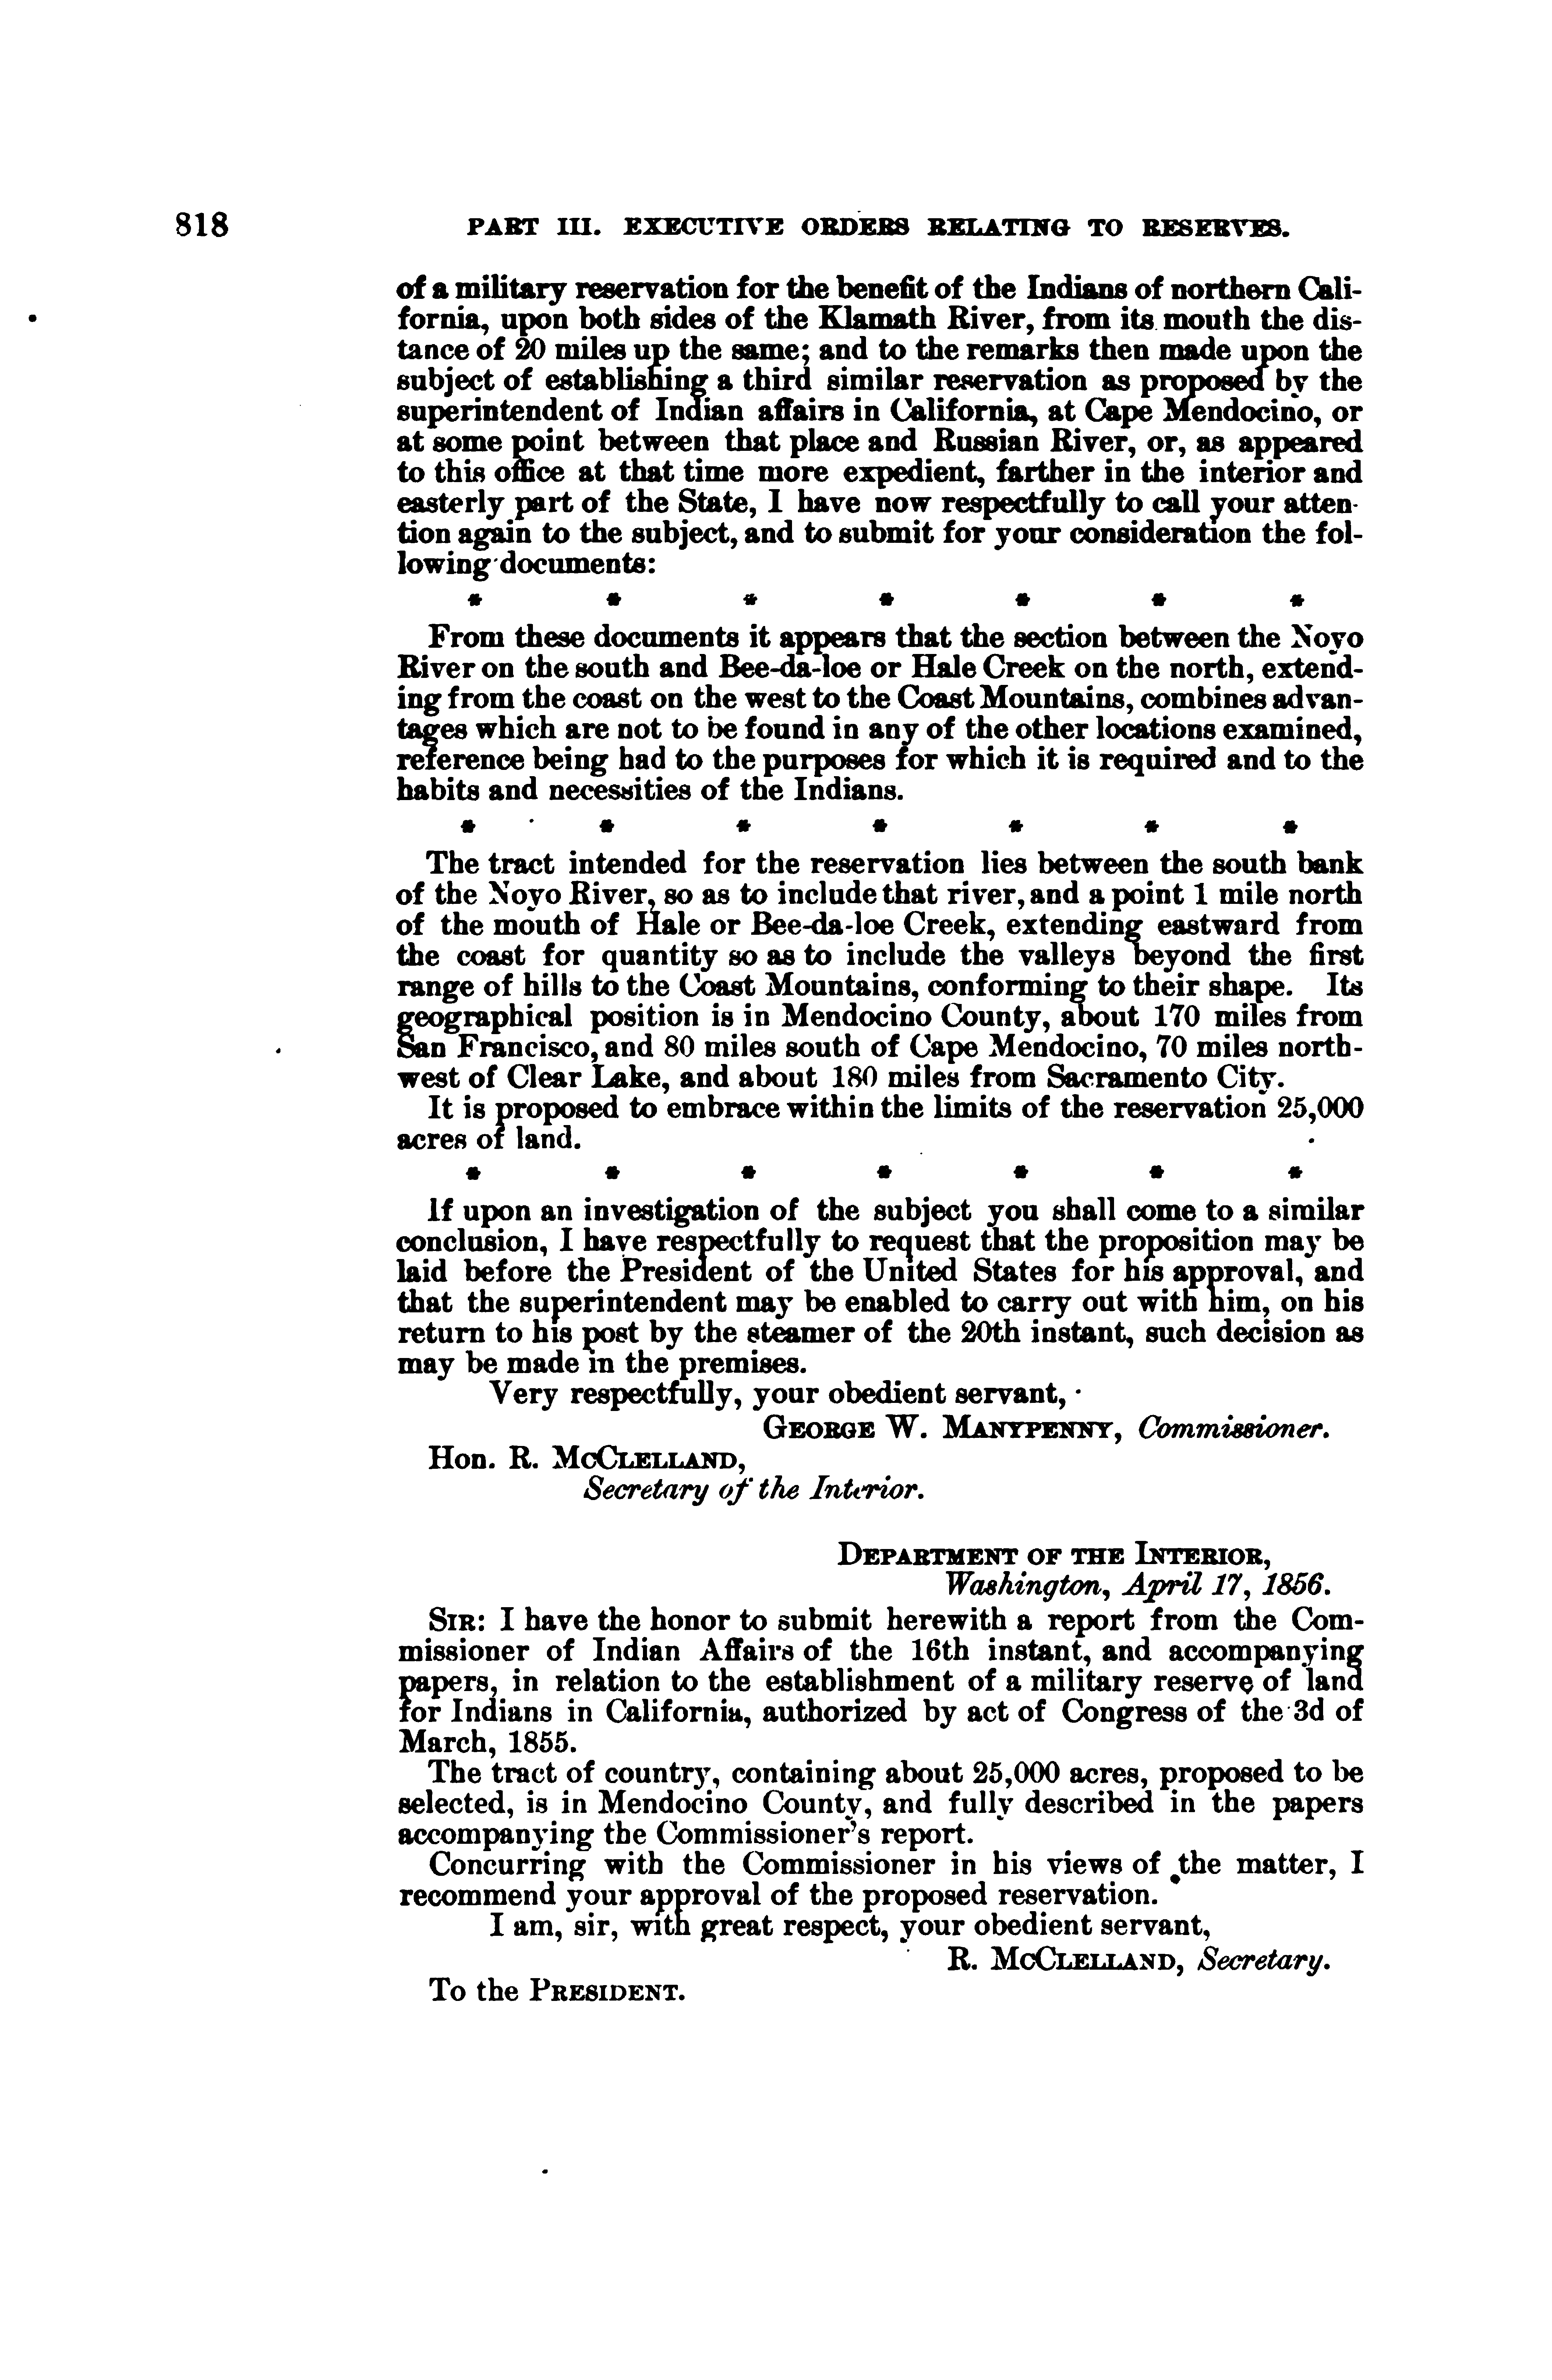 818 PART III. EXECUTIVE ORDERS RELATING TO RESERVES.
of a military reservation for the benefit of the Indians of northern Cali-
fornia, upon both sides of the Klamath River, from its mouth the dis-
tance of 20 miles up the same; and to the remarks then made upon the
subject of establishing a third similar reservation as proposed by the
superintendent of Indian affairs in California, at Cape Mendocino, or
at some point between that place and Russian River, or, as appeared
to this office at that time more expedient, farther in the interior and
easterly part of the State, I have now respectfully to call your atten-
tion again to the subject, and to submit for your consideration the fol-
lowing documents:
* * * * * * *
From these documents it appears that the section between the Noyo
River on the south and Bee-da-loe or Hale Creek on the north, extend-
ing from the coast on the west to the Coast Mountains, combines advan-
tages which are not to be found in any of the other locations examined,
reference being had to the purposes for which it is required and to the
habits and necessities of the Indians.
* * * * * * *
The tract intended for the reservation lies between the south bank
of the Noyo River, so as to include that river, and a point 1 mile north
of the mouth of Hale or Bee-da-loe Creek, extending eastward from
the coast for quantity so as to include the valleys beyond the first
range of hills to the Coast Mountains, conforming to their shape. Its
geographical position is in Mendocino County, about 170 miles from
San Francisco, and 80 miles south of Cape Mendocino, 70 miles north-
west of Clear Lake, and about 180 miles from Sacramento City.
It is proposed to embrace within the limits of the reservation 25,000
acres of land.
* * * * * * *
If upon an investigation of the subject you shall come to a similar
conclusion, I have respectfully to request that the proposition may be
laid before the President of the United States for his approval, and
that the superintendent may be enabled to carry out with him, on his
return to his post by the steamer of the 20th instant, such decision as
may be made in the premises.
Very respectfully, your obedient servant,
GEORGE W. MANYPENNY, Commissioner.
Hon. R. MCCLELLAND,
Secretary of the Interior.
DEPARTMENT OF THE INTERIOR,
Washington, April 17, 1856.
SIR: I have the honor to submit herewith a report from the Com-
missioner of Indian Affairs of the 16th instant, and accompanying
papers, in relation to the establishment of a military reserve of land
for Indians in California, authorized by act of Congress of the 3d of
March, 1855.
The tract of country, containing about 25,000 acres, proposed to be
selected, is in Mendocino County, and fully described in the papers
accompanying the Commissioner's report.
Concurring with the Commissioner in his views of the matter, I
recommend your approval of the proposed reservation.
I am, sir, with great respect, your obedient servant,
R. MCCLELLAND, Secretary.
To the PRESIDENT.